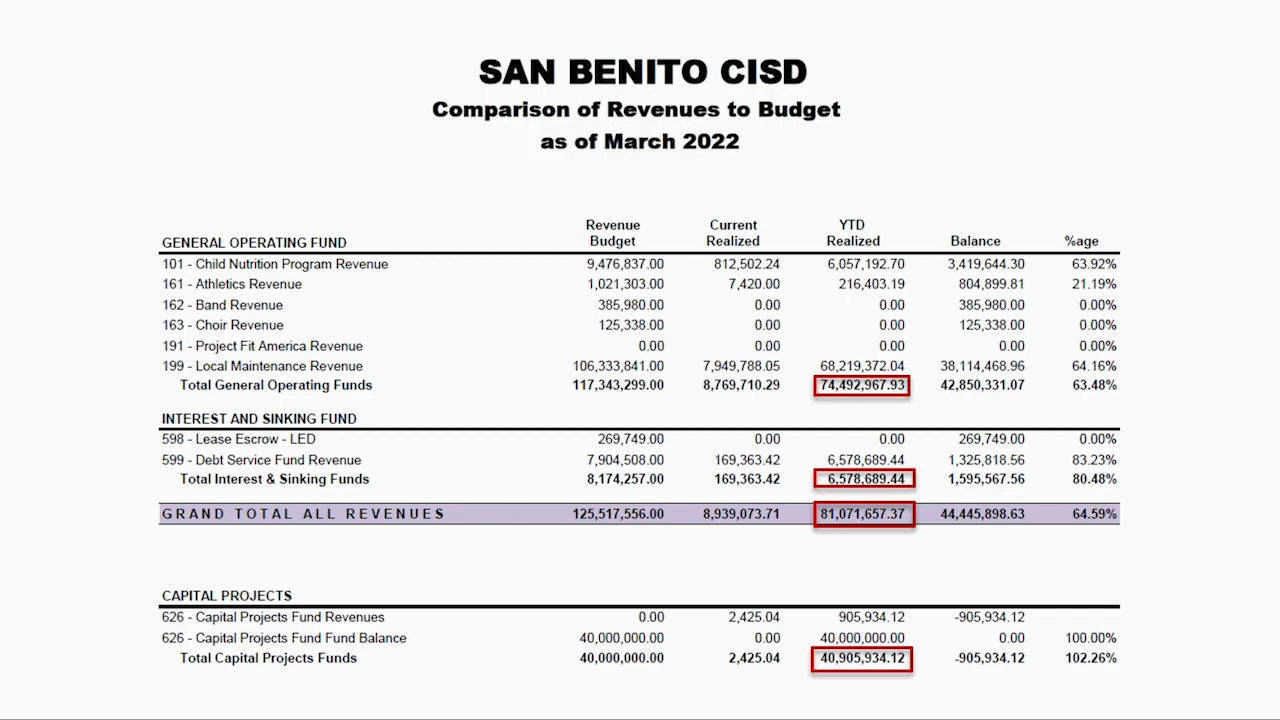 SAN BENITO CISD
Comparison of Revenues to Budget
as of March 2022
Revenue Current YTD
GENERAL OPERATING FUND Budget Realized Realized Balance %age
101 - Child Nutrition Program Revenue 9,476,837.00 812,502.24 6,057,192.70 3,419,644.30 63.92%
161 - Athletics Revenue 1,021,303.00 7,420.00 216,403.19 804,899.81 21.19%
162 - Band Revenue 385,980.00 0.00 0.00 385,980.00 0.00%
163 - Choir Revenue 125,338.00 0.00 0.00 125,338.00 0.00%
191 - Project Fit America Revenue 0.00 0.00 0.00 0.00 0.00%
199 - Local Maintenance Revenue 106,333,841.00 7,949,788.05 68,219,372.04 38,114,468.96 64.16%
Total General Operating Funds 117,343,299.00 8,769,710.29 74,492,967.93 42,850,331.07 63.48%
INTEREST AND SINKING FUND
598 - Lease Escrow - LED 269,749.00 0.00 0.00 269,749.00 0.00%
599 - Debt Service Fund Revenue 7,904,508.00 169,363.42 6,578,689.44 1,325,818.56 83.23%
Total Interest & Sinking Funds 8,174,257.00 169,363.42 6,578,689.44 1,595,567.56 80.48%
GRAND TOTAL ALL REVENUES 125,517,556.00 8,939,073.71 81,071,657.37 44,445,898.63 64.59%
CAPITAL PROJECTS
626 - Capital Projects Fund Revenues 0.00 2,425.04 905,934.12 -905,934.12
626 - Capital Projects Fund Fund Balance 40,000,000.00 0.00 40,000,000.00 0.00 100.00%
Total Capital Projects Funds 40,000,000.00 2,425.04 40,905,934.12 -905,934.12 102.26%